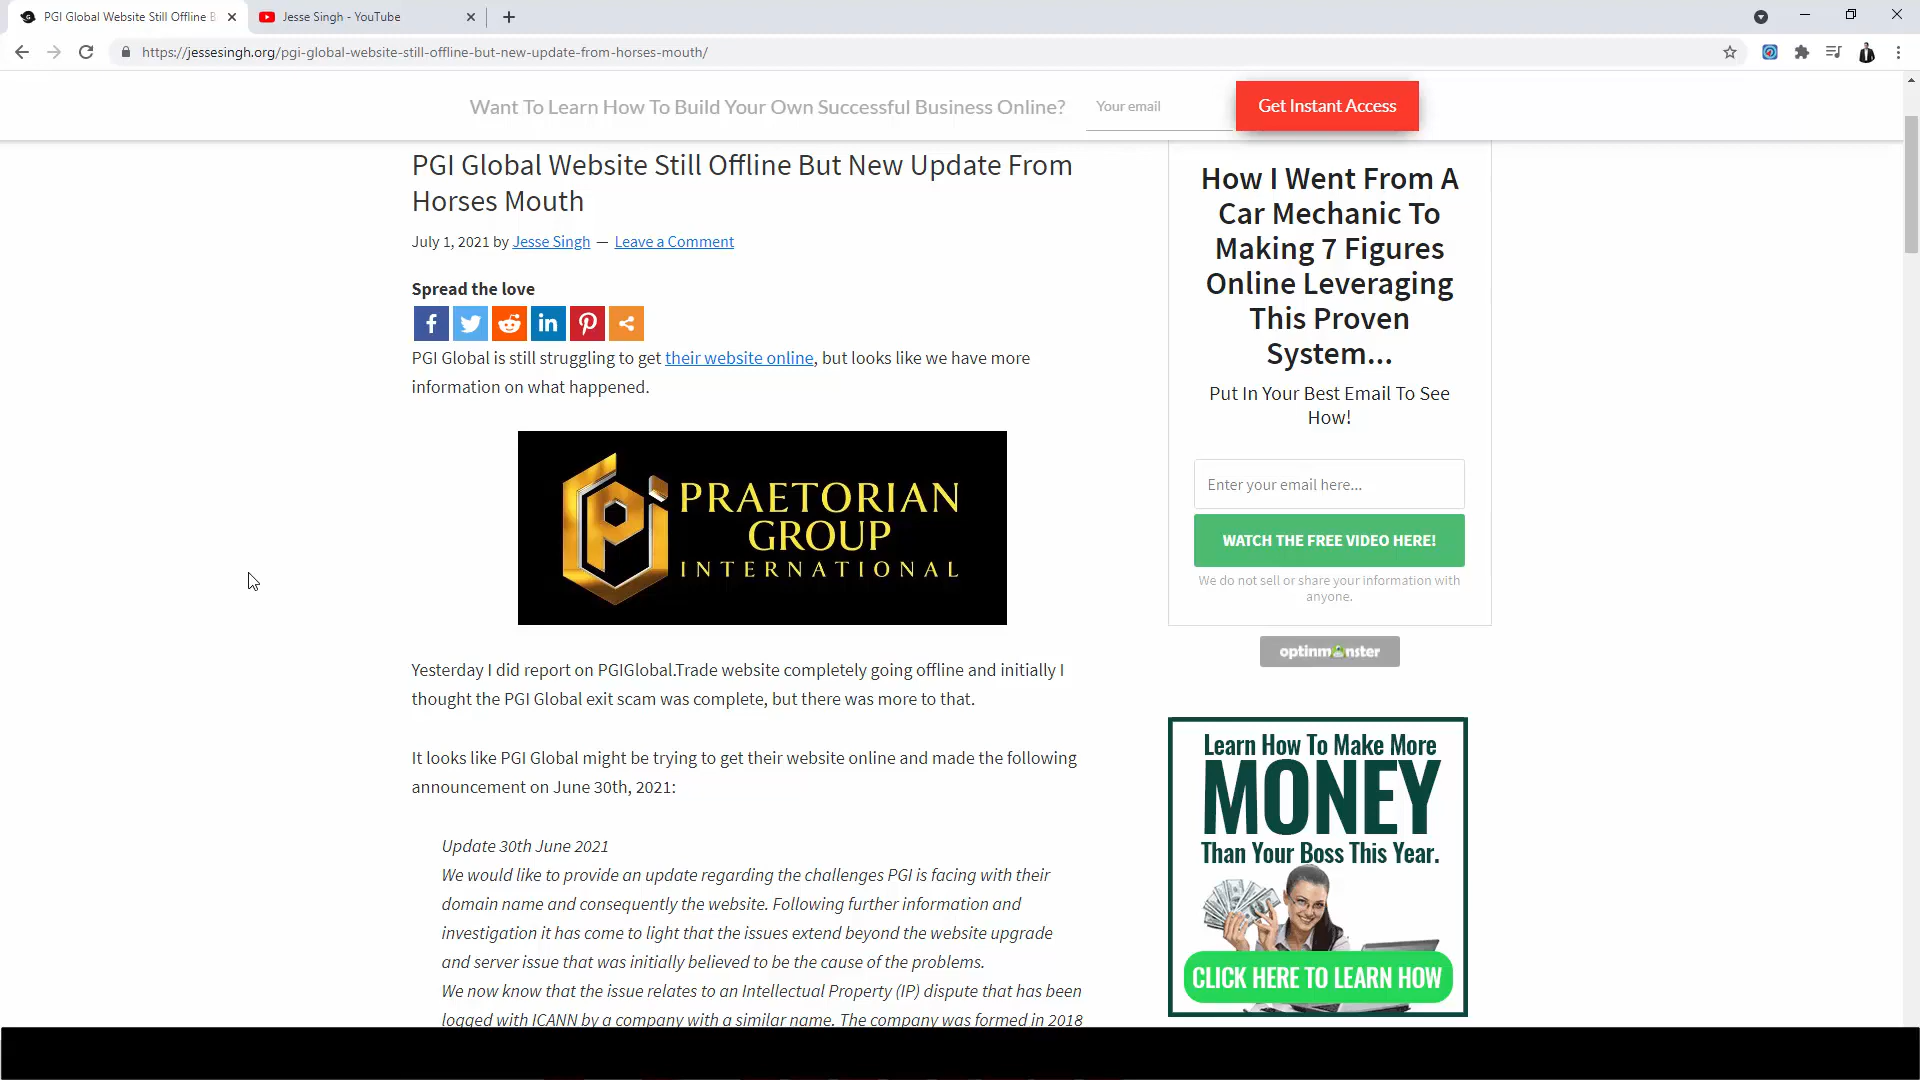 PGI Global Website Still Offline B
Jesse Singh - YouTube
https://jessesingh.org/pgi-global-website-still-offline-but-new-update-from-horses-mouth/
Want To Learn How To Build Your Own Successful Business Online?
Your email
Get Instant Access
PGI Global Website Still Offline But New Update From
Horses Mouth
July 1, 2021 by Jesse Singh — Leave a Comment
Spread the love
PGI Global is still struggling to get their website online, but looks like we have more
information on what happened.
PRAETORIAN
GROUP
INTERNATIONAL
Yesterday I did report on PGIGlobal.Trade website completely going offline and initially I
thought the PGI Global exit scam was complete, but there was more to that.
It looks like PGI Global might be trying to get their website online and made the following
announcement on June 30th, 2021:
Update 30th June 2021
We would like to provide an update regarding the challenges PGI is facing with their
domain name and consequently the website. Following further information and
investigation it has come to light that the issues extend beyond the website upgrade
and server issue that was initially believed to be the cause of the problems.
We now know that the issue relates to an Intellectual Property (IP) dispute that has been
logged with ICANN by a company with a similar name. The company was formed in 2018
How I Went From A
Car Mechanic To
Making 7 Figures
Online Leveraging
This Proven
System...
Put In Your Best Email To See
How!
Enter your email here...
WATCH THE FREE VIDEO HERE!
We do not sell or share your information with
anyone.
optinmonster
Learn How To Make More
MONEY
Than Your Boss This Year.
CLICK HERE TO LEARN HOW